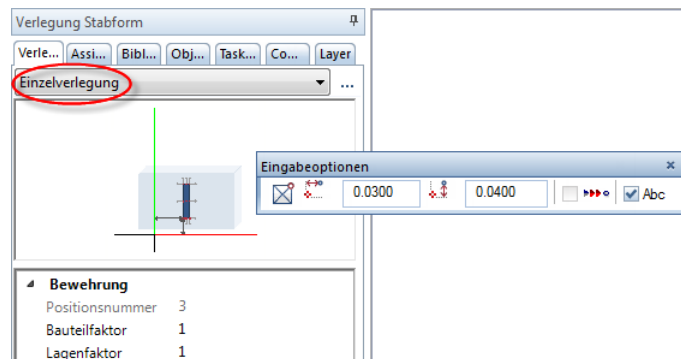 Verlegung Stabform
Verle... Assi... Bibl... Obj... Task... Co... Layer
Einzelverlegung ...
Eingabeoptionen
0.0300 0.0400 Abc
Bewehrung
Positionsnummer 3
Bauteilfaktor 1
Lagenfaktor 1